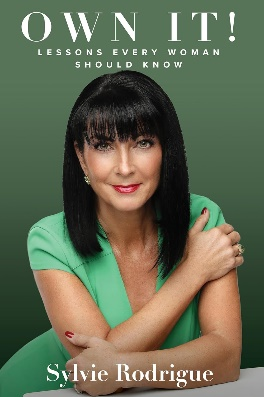 OWN IT!
LESSONS EVERY WOMAN
SHOULD KNOW
Sylvie Rodrigue